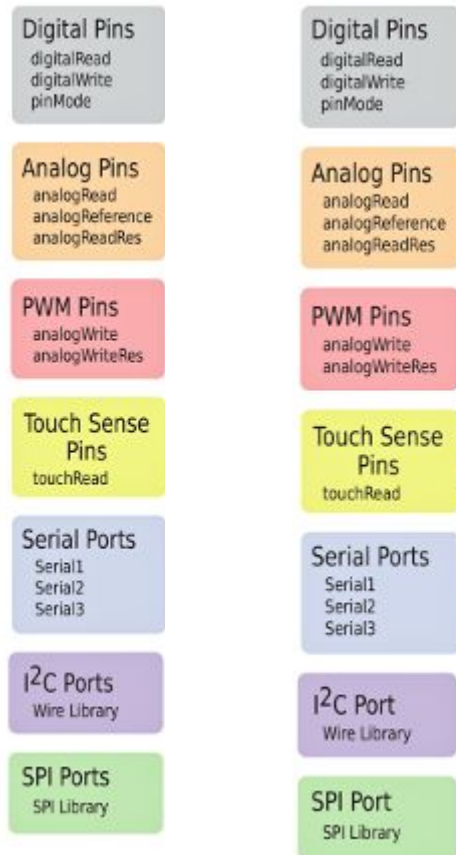 Digital Pins
digitalRead
digitalWrite
pinMode
Analog Pins
analogRead
analogReference
analogReadRes
PWM Pins
analogWrite
analogWriteRes
Touch Sense
Pins
touchRead
Serial Ports
Serial1
Serial2
Serial3
I²C Ports
Wire Library
SPI Ports
SPI Library
Digital Pins
digitalRead
digitalWrite
pinMode
Analog Pins
analogRead
analogReference
analogReadRes
PWM Pins
analogWrite
analogWriteRes
Touch Sense
Pins
touchRead
Serial Ports
Serial1
Serial2
Serial3
I²C Port
Wire Library
SPI Port
SPI Library